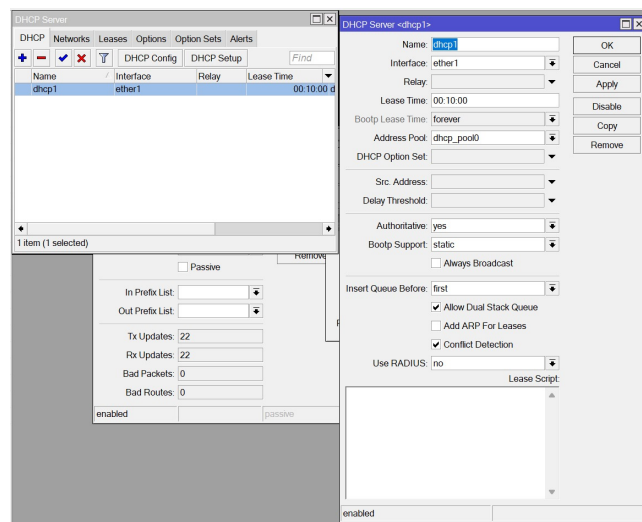 DHCP Server
DHCP Networks Leases Options Option Sets Alerts
DHCP Config DHCP Setup Find
Name Interface Relay Lease Time
dhcp1 ether1 00:10:00 d
1 item (1 selected)
Remove
Passive
In Prefix List:
Out Prefix List:
Tx Updates: 22
Rx Updates: 22
Bad Packets: 0
Bad Routes: 0
enabled passive
DHCP Server <dhcp1>
Name: dhcp1
Interface: ether1
Relay:
Lease Time: 00:10:00
Bootp Lease Time: forever
Address Pool: dhcp_pool0
DHCP Option Set:
Src. Address:
Delay Threshold:
Authoritative: yes
Bootp Support: static
Always Broadcast
Insert Queue Before: first
Allow Dual Stack Queue
Add ARP For Leases
Conflict Detection
Use RADIUS: no
Lease Script:
enabled
OK
Cancel
Apply
Disable
Copy
Remove